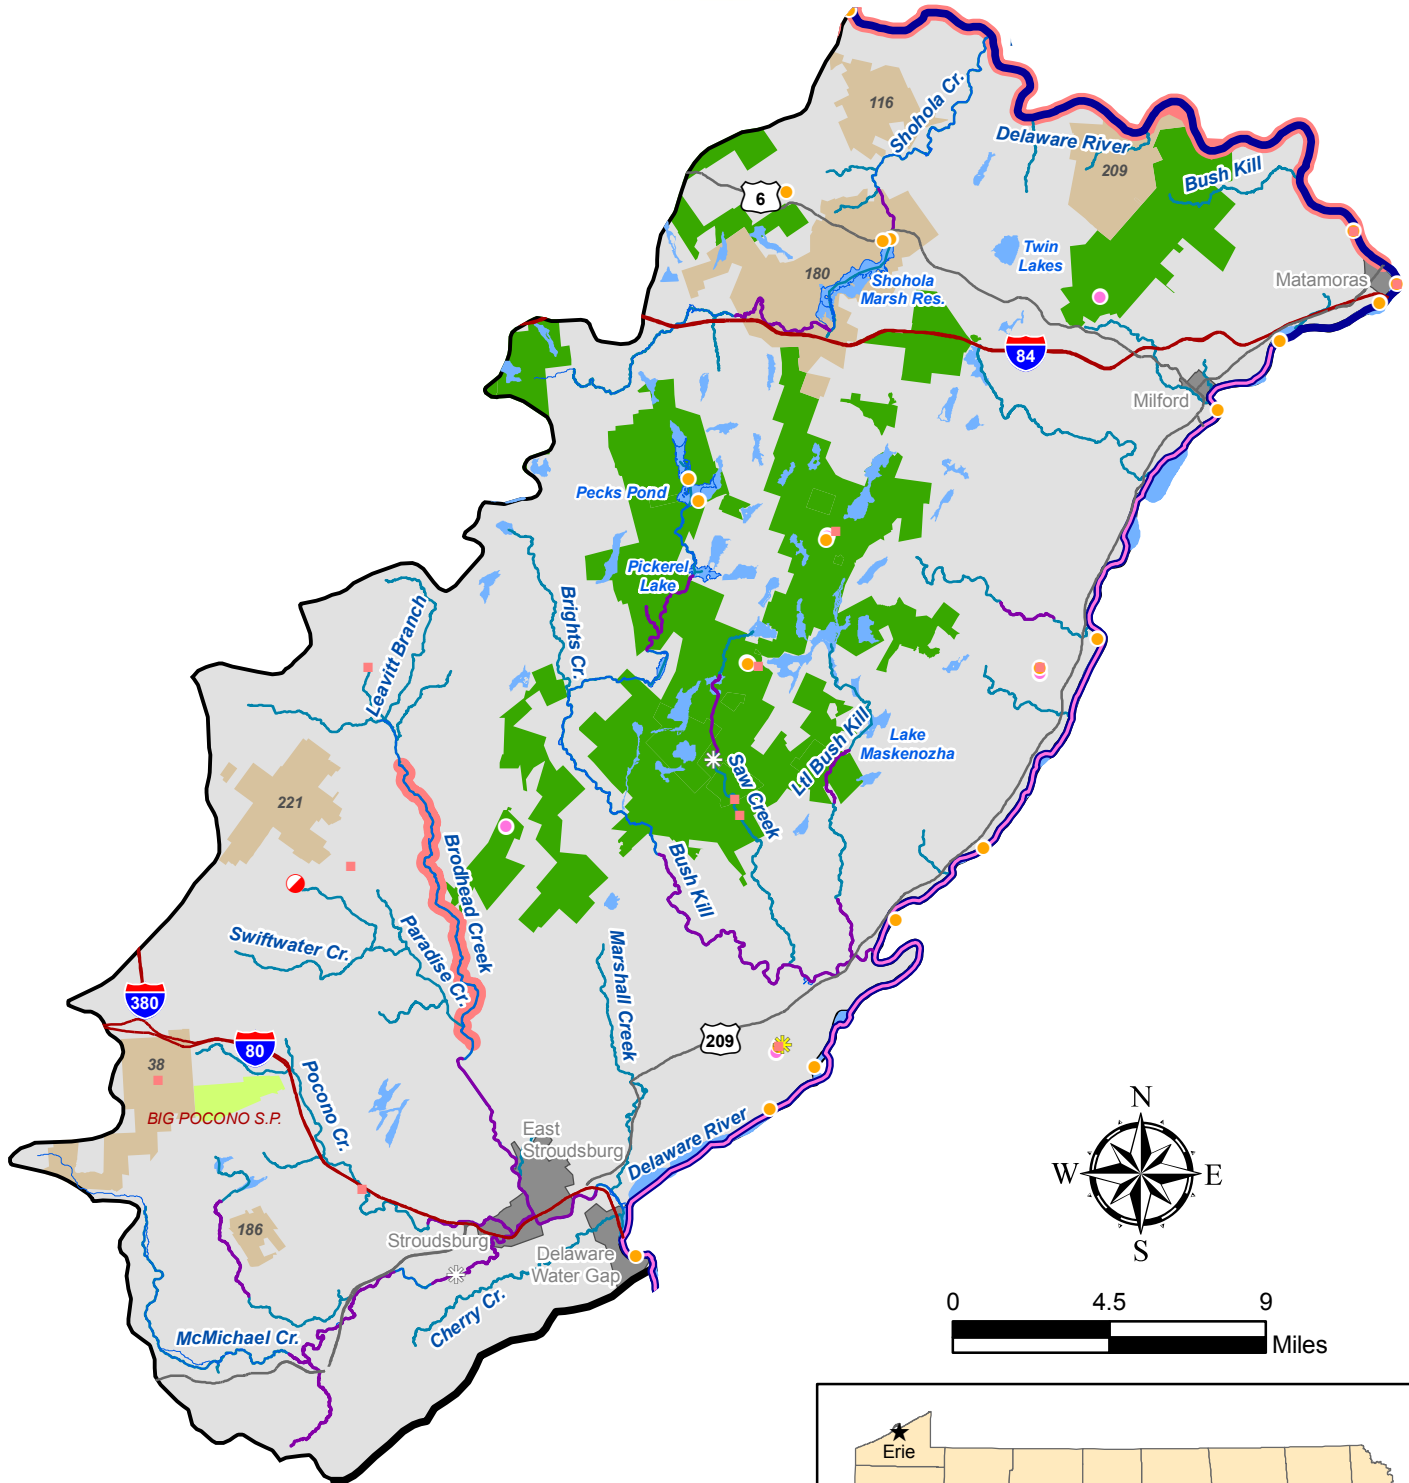 116
Shohola Cr.
Delaware River
209
Bush Kill
6
Twin
Lakes
180
Shohola
Marsh Res.
Matamoras
84
Milford
Pecks Pond
Pickerel
Lake
Brights Cr.
Leavitt Branch
Lake
Maskenozha
Ltl Bush Kill
Saw Creek
221
Brodhead Creek
Bush Kill
Paradise Cr.
Swiftwater Cr.
Marshall Creek
380
209
80
38
Pocono Cr.
BIG POCONO S.P.
East
Stroudsburg
Delaware River
N
W
E
S
186
Stroudsburg
Delaware
Water Gap
Cherry Cr.
McMichael Cr.
0
4.5
9
Miles
Erie